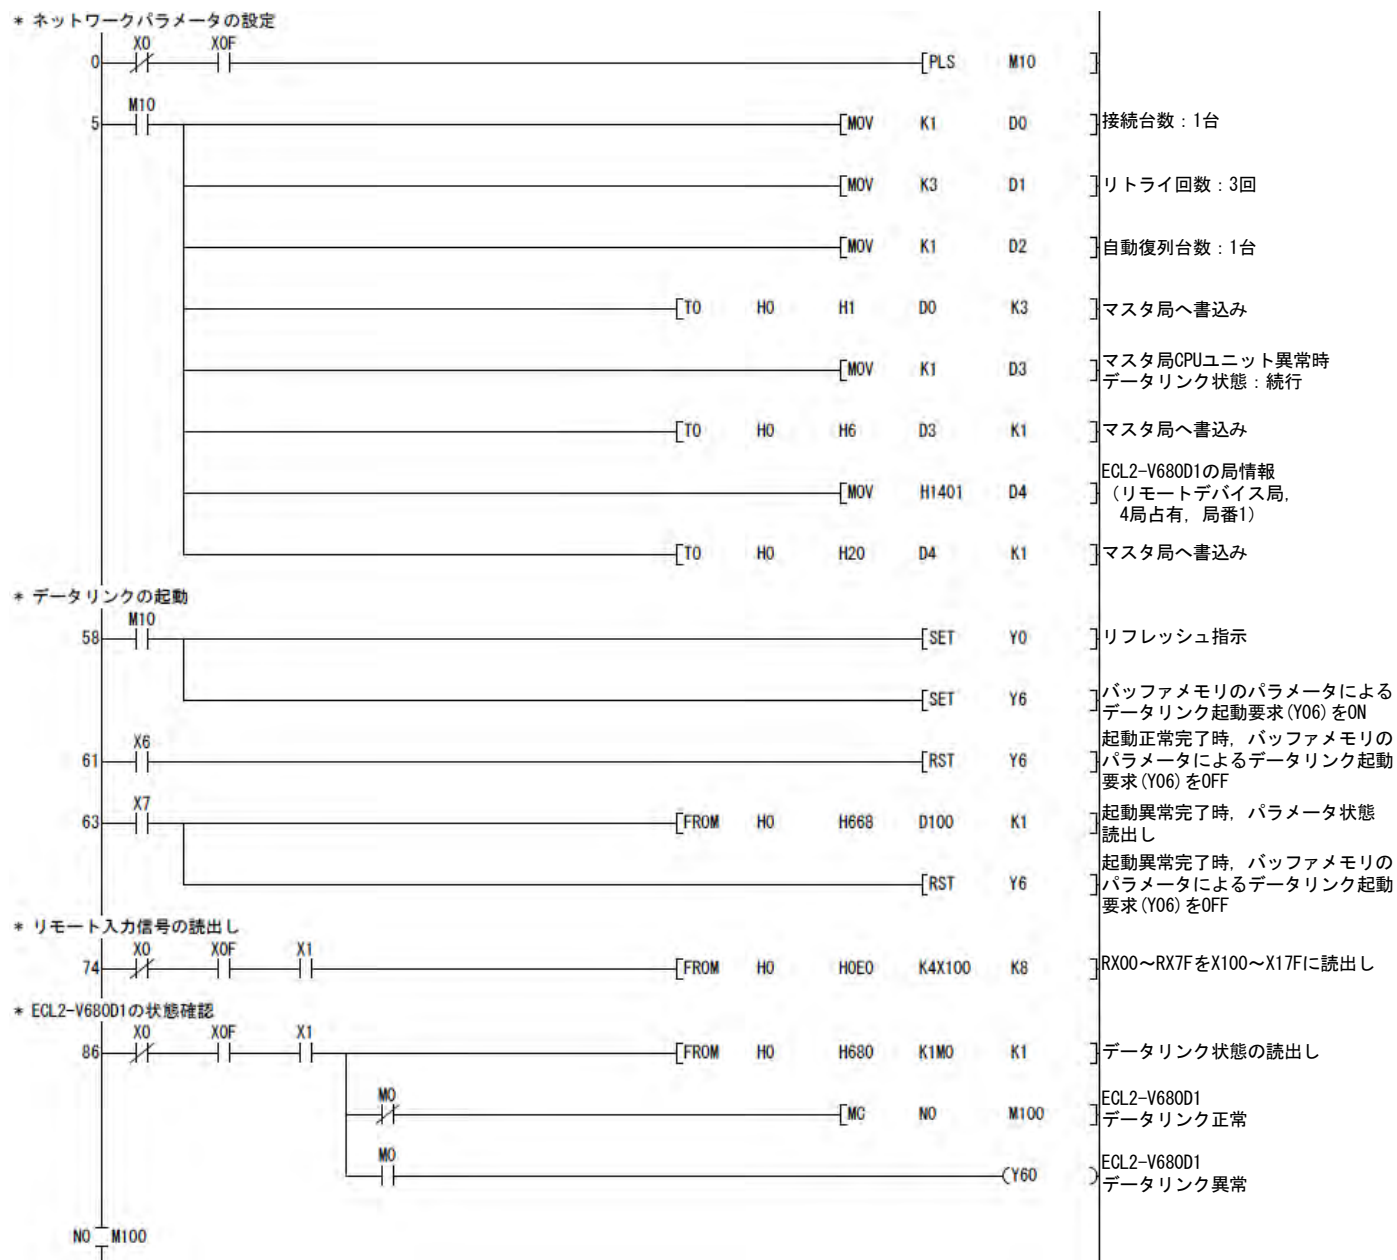 * ネットワークパラメータの設定
X0 X0F
0 [PLS M10 ]
M10
5 [MOV K1 D0 ] 接続台数：1台
[MOV K3 D1 ] リトライ回数：3回
[MOV K1 D2 ] 自動復列台数：1台
[TO H0 H1 D0 K3 ] マスタ局へ書込み
[MOV K1 D3 ] マスタ局CPUユニット異常時
データリンク状態：続行
[TO H0 H6 D3 K1 ] マスタ局へ書込み
[MOV H1401 D4 ] ECL2-V680D1の局情報
（リモートデバイス局，
4局占有，局番1）
[TO H0 H20 D4 K1 ] マスタ局へ書込み
* データリンクの起動
M10
58 [SET Y0 ] リフレッシュ指示
[SET Y6 ] バッファメモリのパラメータによる
データリンク起動要求(Y06)をON
X6
61 [RST Y6 ] 起動正常完了時，バッファメモリの
パラメータによるデータリンク起動
要求(Y06)をOFF
X7
63 [FROM H0 H668 D100 K1 ] 起動異常完了時，パラメータ状態
読出し
[RST Y6 ] 起動異常完了時，バッファメモリの
パラメータによるデータリンク起動
要求(Y06)をOFF
* リモート入力信号の読出し
X0 X0F X1
74 [FROM H0 H0E0 K4X100 K8 ] RX00～RX7FをX100～X17Fに読出し
* ECL2-V680D1の状態確認
X0 X0F X1
86 [FROM H0 H680 K1M0 K1 ] データリンク状態の読出し
M0
[MC N0 M100 ] ECL2-V680D1
データリンク正常
M0
(Y60 ) ECL2-V680D1
データリンク異常
N0 M100